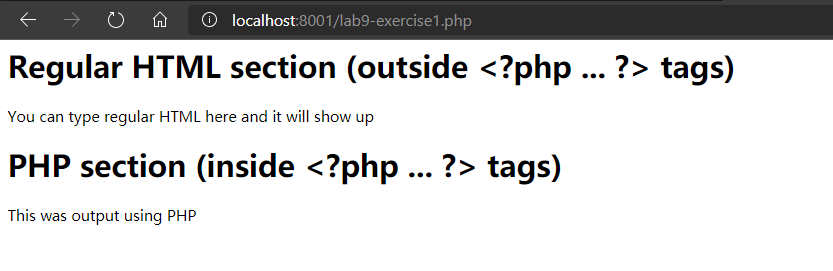 localhost:8001/lab9-exercise1.php
Regular HTML section (outside <?php ... ?> tags)
You can type regular HTML here and it will show up
PHP section (inside <?php ... ?> tags)
This was output using PHP